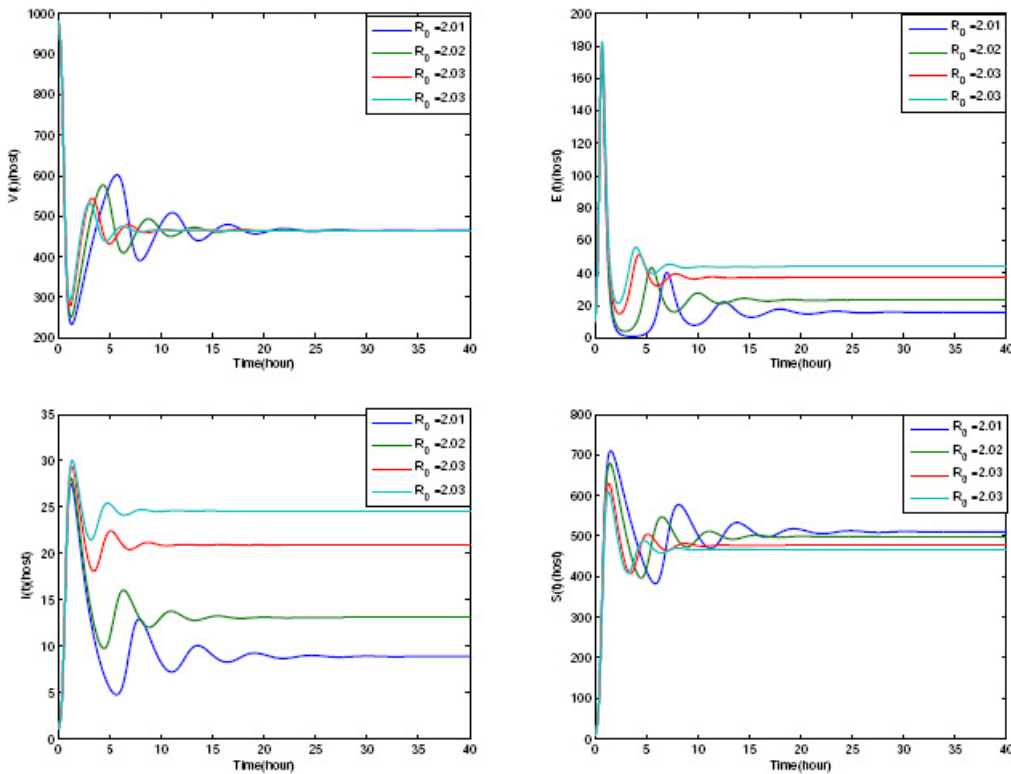 1000
900
800
700
600
500
400
300
200
V(t)(host)
0 5 10 15 20 25 30 35 40
Time(hour)
R0 =2.01
R0 =2.02
R0 =2.03
R0 =2.03
200
180
160
140
120
100
80
60
40
20
0
E(t)(host)
0 5 10 15 20 25 30 35 40
Time(hour)
R0 =2.01
R0 =2.02
R0 =2.03
R0 =2.03
35
30
25
20
15
10
5
0
I(t)(host)
0 5 10 15 20 25 30 35 40
Time(hour)
R0 =2.01
R0 =2.02
R0 =2.03
R0 =2.03
800
700
600
500
400
300
200
100
0
S(t)(host)
0 5 10 15 20 25 30 35 40
Time(hour)
R0 =2.01
R0 =2.02
R0 =2.03
R0 =2.03